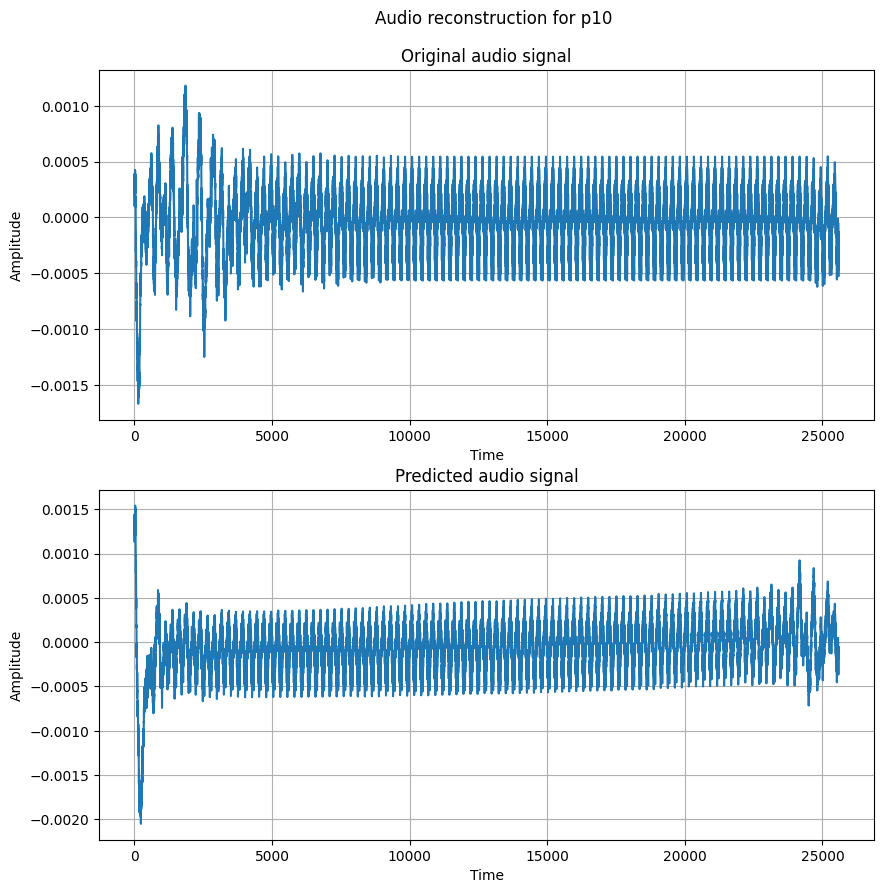 Audio reconstruction for p10
Original audio signal
0.0010
0.0005
0.0000
−0.0005
−0.0010
−0.0015
Amplitude
0 5000 10000 15000 20000 25000
Time
Predicted audio signal
0.0015
0.0010
0.0005
0.0000
−0.0005
−0.0010
−0.0015
−0.0020
Amplitude
0 5000 10000 15000 20000 25000
Time